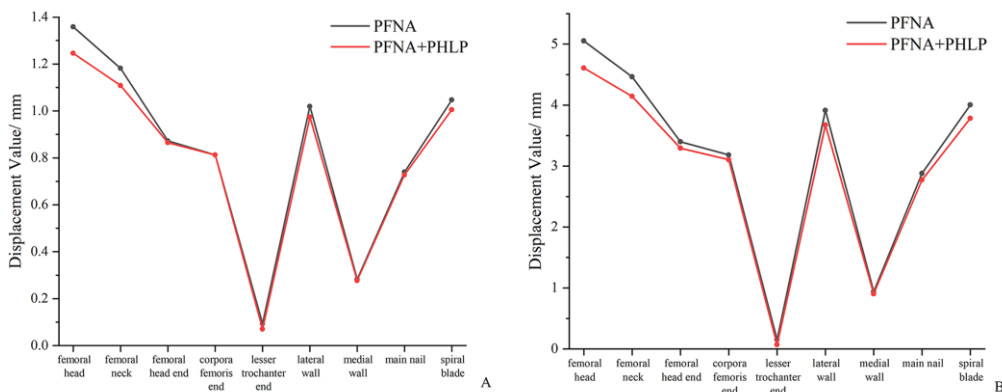 PFNA
PFNA+PHLP
Displacement Value/ mm
1.4
1.2
1.0
0.8
0.6
0.4
0.2
0.0
femoral head
femoral neck
femoral head end
corpora femoris end
lesser trochanter end
lateral wall
medial wall
main nail
spiral blade
A
PFNA
PFNA+PHLP
Displacement Value/ mm
5
4
3
2
1
0
femoral head
femoral neck
femoral head end
corpora femoris end
lesser trochanter end
lateral wall
medial wall
main nail
spiral blade
B